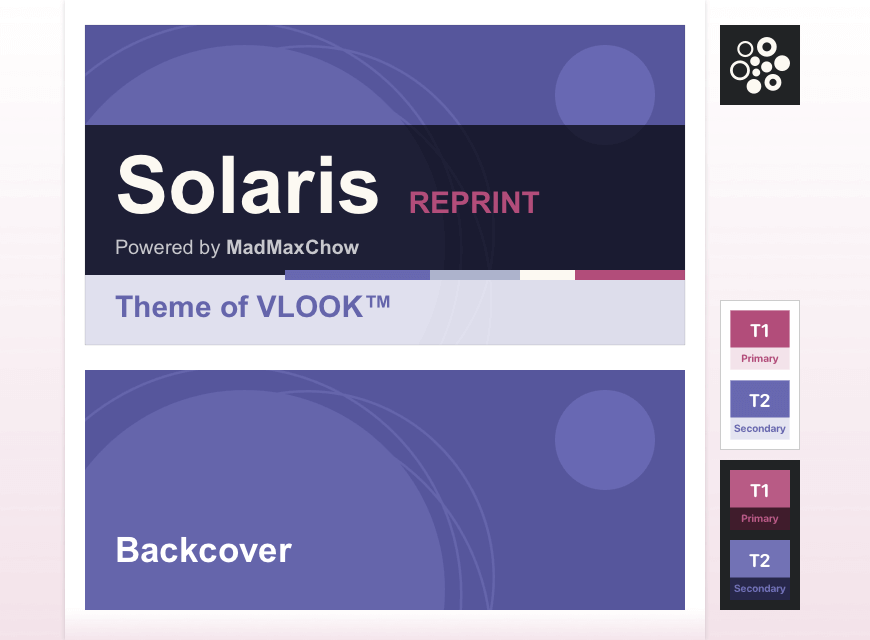 Solaris REPRINT
Powered by MadMaxChow
Theme of VLOOK™
Backcover
T1
Primary
T2
Secondary
T1
Primary
T2
Secondary